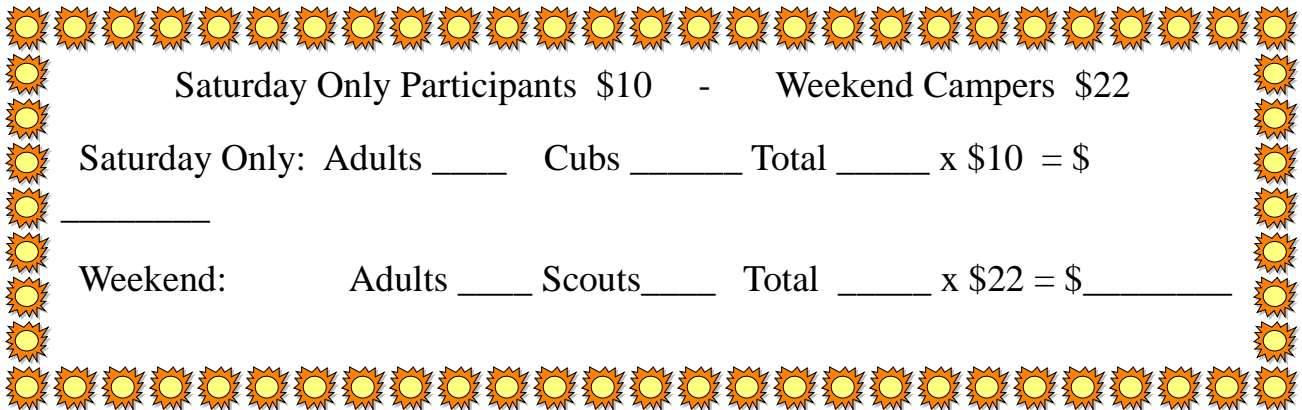 Saturday Only Participants $10 - Weekend Campers $22
Saturday Only: Adults ____ Cubs ______ Total _____ x $10 = $
________
Weekend: Adults ____ Scouts____ Total _____ x $22 = $________